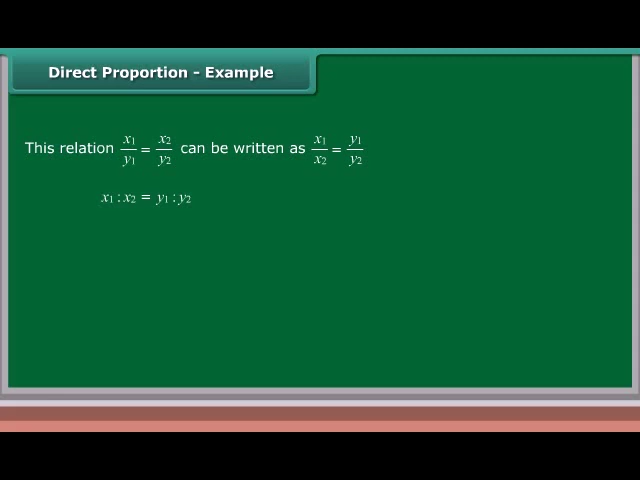 Direct Proportion - Example
This relation x₁/y₁ = x₂/y₂ can be written as x₁/x₂ = y₁/y₂
x₁ : x₂ = y₁ : y₂